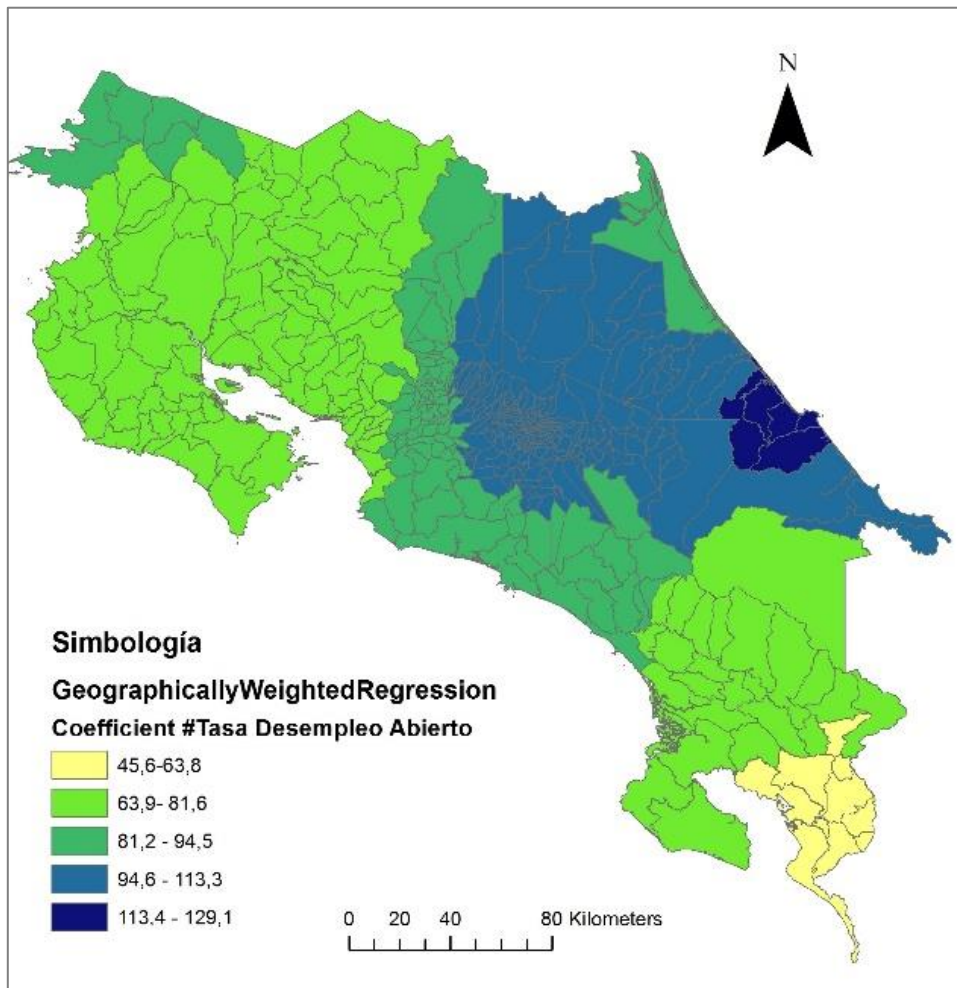 N
Simbología
GeographicallyWeightedRegression
Coefficient #Tasa Desempleo Abierto
45,6-63,8
63,9- 81,6
81,2 - 94,5
94,6 - 113,3
113,4 - 129,1
0 20 40 80 Kilometers